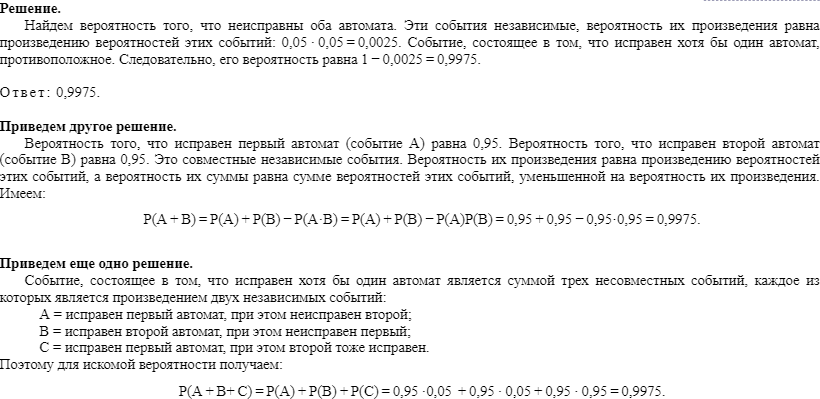 Решение.
Найдем вероятность того, что неисправны оба автомата. Эти события независимые, вероятность их произведения равна
произведению вероятностей этих событий: 0,05 · 0,05 = 0,0025. Событие, состоящее в том, что исправен хотя бы один автомат,
противоположное. Следовательно, его вероятность равна 1 − 0,0025 = 0,9975.
Ответ: 0,9975.
Приведем другое решение.
Вероятность того, что исправен первый автомат (событие А) равна 0,95. Вероятность того, что исправен второй автомат
(событие В) равна 0,95. Это совместные независимые события. Вероятность их произведения равна произведению вероятностей
этих событий, а вероятность их суммы равна сумме вероятностей этих событий, уменьшенной на вероятность их произведения.
Имеем:
P(A + B) = P(A) + P(B) − P(A·B) = P(A) + P(B) − P(A)P(B) = 0,95 + 0,95 − 0,95·0,95 = 0,9975.
Приведем еще одно решение.
Событие, состоящее в том, что исправен хотя бы один автомат является суммой трех несовместных событий, каждое из
которых является произведением двух независимых событий:
А = исправен первый автомат, при этом неисправен второй;
В = исправен второй автомат, при этом неисправен первый;
С = исправен первый автомат, при этом второй тоже исправен.
Поэтому для искомой вероятности получаем:
P(A + B+ C) = P(A) + P(B) + P(C) = 0,95 ·0,05 + 0,95 · 0,05 + 0,95 · 0,95 = 0,9975.